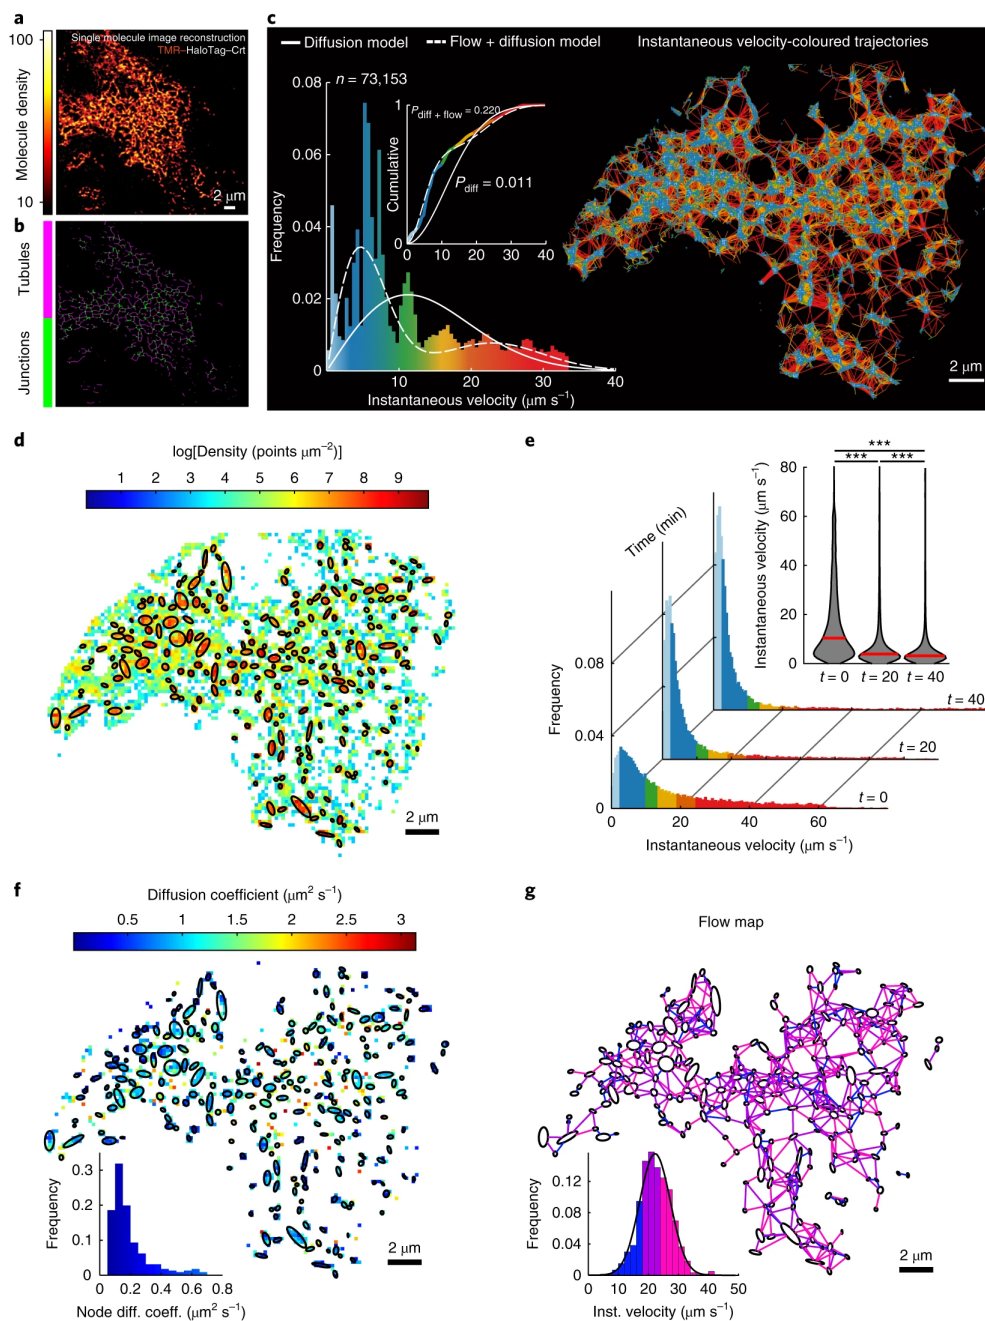 a
Single molecule image reconstruction
TMR–HaloTag–Crt
100
Molecule density
10
2 μm
b
Tubules
Junctions
c
Diffusion model
Flow + diffusion model
Instantaneous velocity-coloured trajectories
n = 73,153
0.08
0.06
0.04
0.02
0
Frequency
10
20
30
40
Instantaneous velocity (μm s⁻¹)
1
0
Cumulative
P diff + flow = 0.220
P diff = 0.011
0
10
20
30
40
2 μm
d
log[Density (points μm⁻²)]
1 2 3 4 5 6 7 8 9
2 μm
e
Time (min)
Frequency
0.08
0.04
0
0
20
40
60
Instantaneous velocity (μm s⁻¹)
t = 40
t = 20
t = 0
***
*** ***
Instantaneous velocity (μm s⁻¹)
80
60
40
20
0
t = 0 t = 20 t = 40
f
Diffusion coefficient (μm² s⁻¹)
0.5 1 1.5 2 2.5 3
Frequency
0.3
0.2
0.1
0
0 0.2 0.4 0.6 0.8
Node diff. coeff. (μm² s⁻¹)
2 μm
g
Flow map
Frequency
0.12
0.08
0.04
0
0 10 20 30 40 50
Inst. velocity (μm s⁻¹)
2 μm